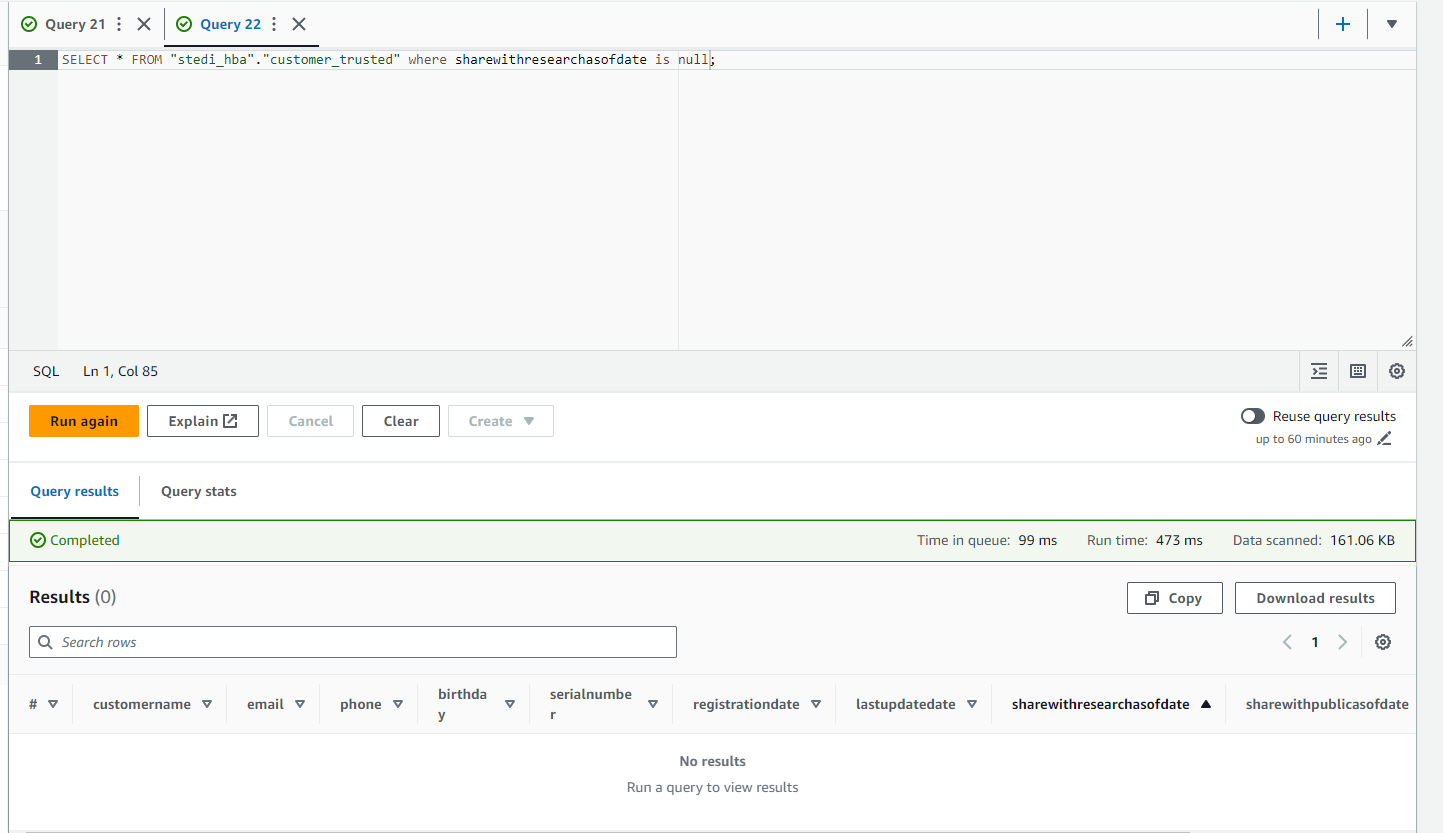 Query 21
Query 22
1 SELECT * FROM "stedi_hba"."customer_trusted" where sharewithresearchasofdate is null;
SQL Ln 1, Col 85
Run again Explain Cancel Clear Create
Reuse query results
up to 60 minutes ago
Query results Query stats
Completed Time in queue: 99 ms Run time: 473 ms Data scanned: 161.06 KB
Results (0)
Copy Download results
Search rows
1
# customername email phone birthda
y serialnumbe
r registrationdate lastupdatedate sharewithresearchasofdate sharewithpublicasofdate
No results
Run a query to view results